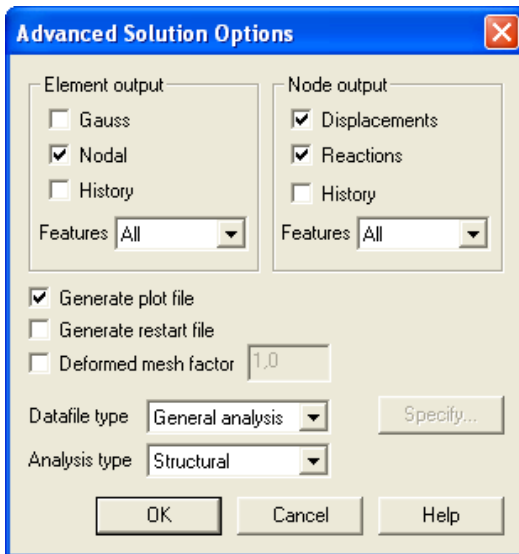 Advanced Solution Options
Element output
Gauss
Nodal
History
Features All
Node output
Displacements
Reactions
History
Features All
Generate plot file
Generate restart file
Deformed mesh factor 1,0
Datafile type General analysis Specify...
Analysis type Structural
OK Cancel Help